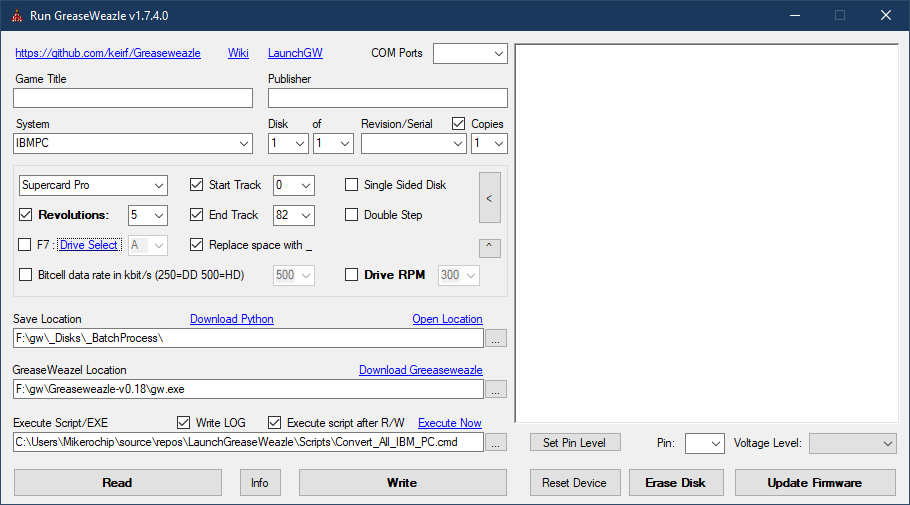 Run GreaseWeazle v1.7.4.0
https://github.com/keirf/Greaseweazle Wiki LaunchGW COM Ports
Game Title Publisher
System Disk of Revision/Serial Copies
IBMPC 1 1 1
Supercard Pro Start Track 0 Single Sided Disk <
Revolutions: 5 End Track 82 Double Step
F7 : Drive Select A Replace space with _ ^
Bitcell data rate in kbit/s (250=DD 500=HD) 500 Drive RPM 300
Save Location Download Python Open Location
F:\gw\_Disks\_BatchProcess\ ...
GreaseWeazel Location Download Greeaseweazle
F:\gw\Greaseweazle-v0.18\gw.exe ...
Execute Script/EXE Write LOG Execute script after R/W Execute Now
C:\Users\Mikerochip\source\repos\LaunchGreaseWeazle\Scripts\Convert_All_IBM_PC.cmd ... Set Pin Level Pin: Voltage Level:
Read Info Write Reset Device Erase Disk Update Firmware